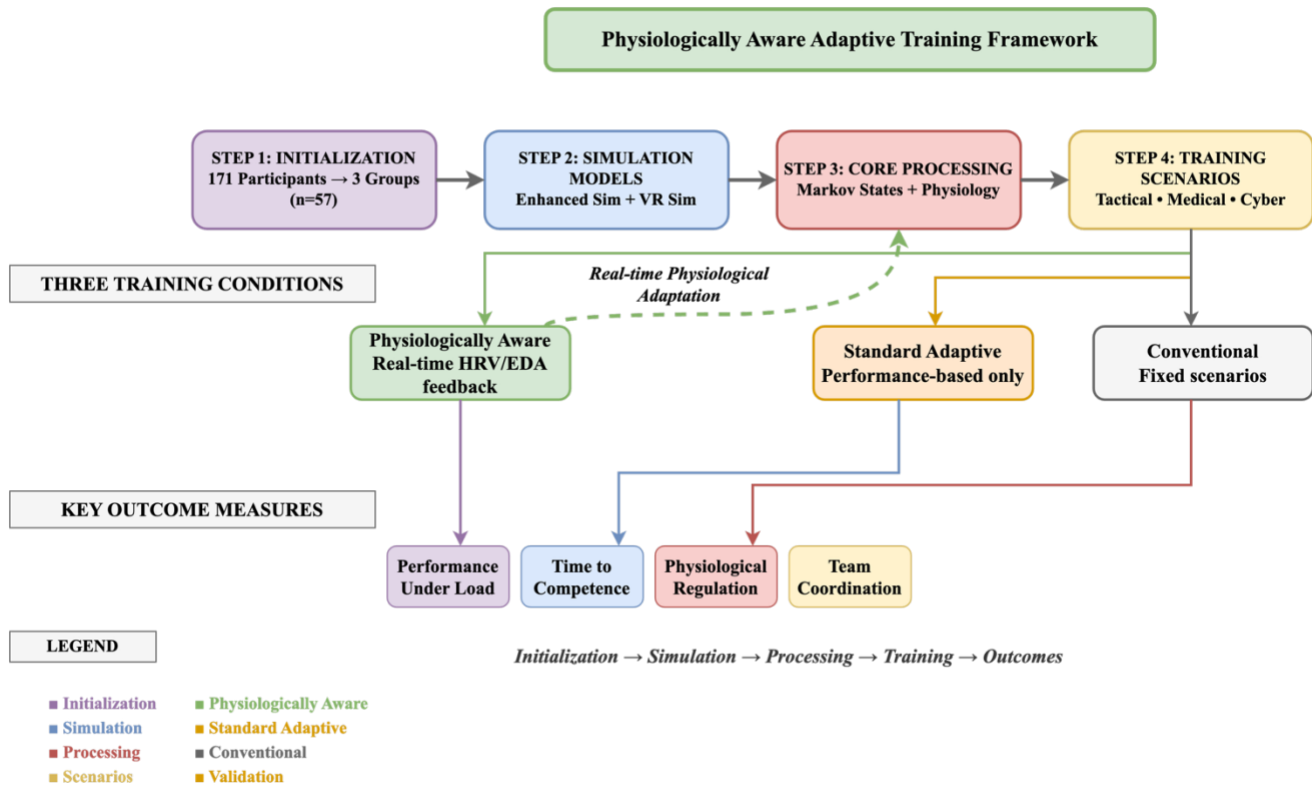 Physiologically Aware Adaptive Training Framework
STEP 1: INITIALIZATION
171 Participants → 3 Groups
(n=57)
STEP 2: SIMULATION
MODELS
Enhanced Sim + VR Sim
STEP 3: CORE PROCESSING
Markov States + Physiology
STEP 4: TRAINING
SCENARIOS
Tactical • Medical • Cyber
THREE TRAINING CONDITIONS
Real-time Physiological
Adaptation
Physiologically Aware
Real-time HRV/EDA
feedback
Standard Adaptive
Performance-based only
Conventional
Fixed scenarios
KEY OUTCOME MEASURES
Performance
Under Load
Time to
Competence
Physiological
Regulation
Team
Coordination
LEGEND
Initialization → Simulation → Processing → Training → Outcomes
■ Initialization
■ Simulation
■ Processing
■ Scenarios
■ Physiologically Aware
■ Standard Adaptive
■ Conventional
■ Validation